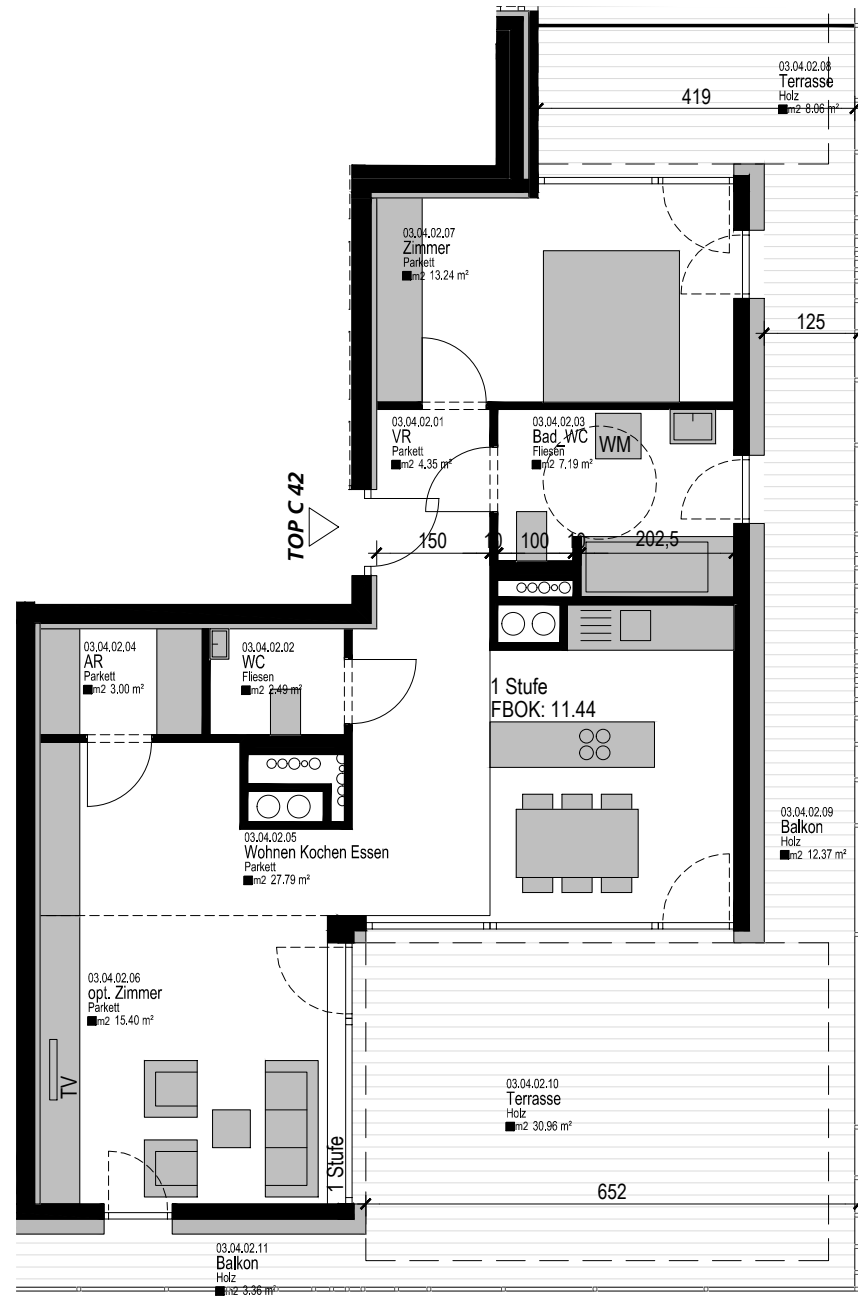 03.04.02.08
Terrasse
Holz
m2 8.06 m²
419
03.04.02.07
Zimmer
Parkett
m2 13.24 m²
125
03.04.02.01
VR
Parkett
m2 4.35 m²
03.04.02.03
Bad_WC
Fliesen
m2 7.19 m²
WM
TOP C 42
150
10
100
10
202,5
03.04.02.04
AR
Parkett
m2 3.00 m²
03.04.02.02
WC
Fliesen
m2 2.49 m²
1 Stufe
FBOK: 11.44
03.04.02.05
Wohnen Kochen Essen
Parkett
m2 27.79 m²
03.04.02.09
Balkon
Holz
m2 12.37 m²
03.04.02.06
opt. Zimmer
Parkett
m2 15.40 m²
TV
1 Stufe
03.04.02.10
Terrasse
Holz
m2 30.96 m²
652
03.04.02.11
Balkon
Holz
m2 3.36 m²